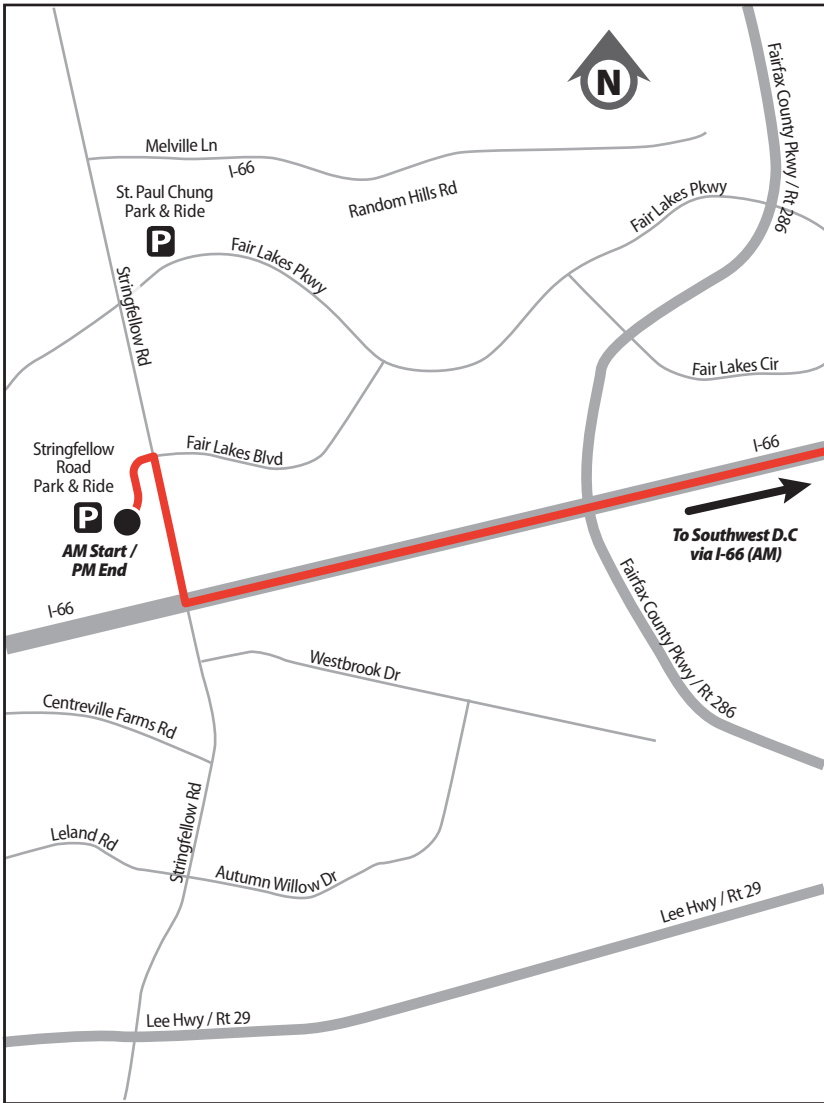 N
Fairfax County Pkwy / Rt 286
Melville Ln
I-66
St. Paul Chung
Park & Ride
P
Random Hills Rd
Fair Lakes Pkwy
Fair Lakes Pkwy
Stringfellow Rd
Fair Lakes Cir
Stringfellow
Road
Park & Ride
P
Fair Lakes Blvd
I-66
AM Start /
PM End
To Southwest D.C
via I-66 (AM)
I-66
Fairfax County Pkwy / Rt 286
Westbrook Dr
Centreville Farms Rd
Stringfellow Rd
Leland Rd
Autumn Willow Dr
Lee Hwy / Rt 29
Lee Hwy / Rt 29